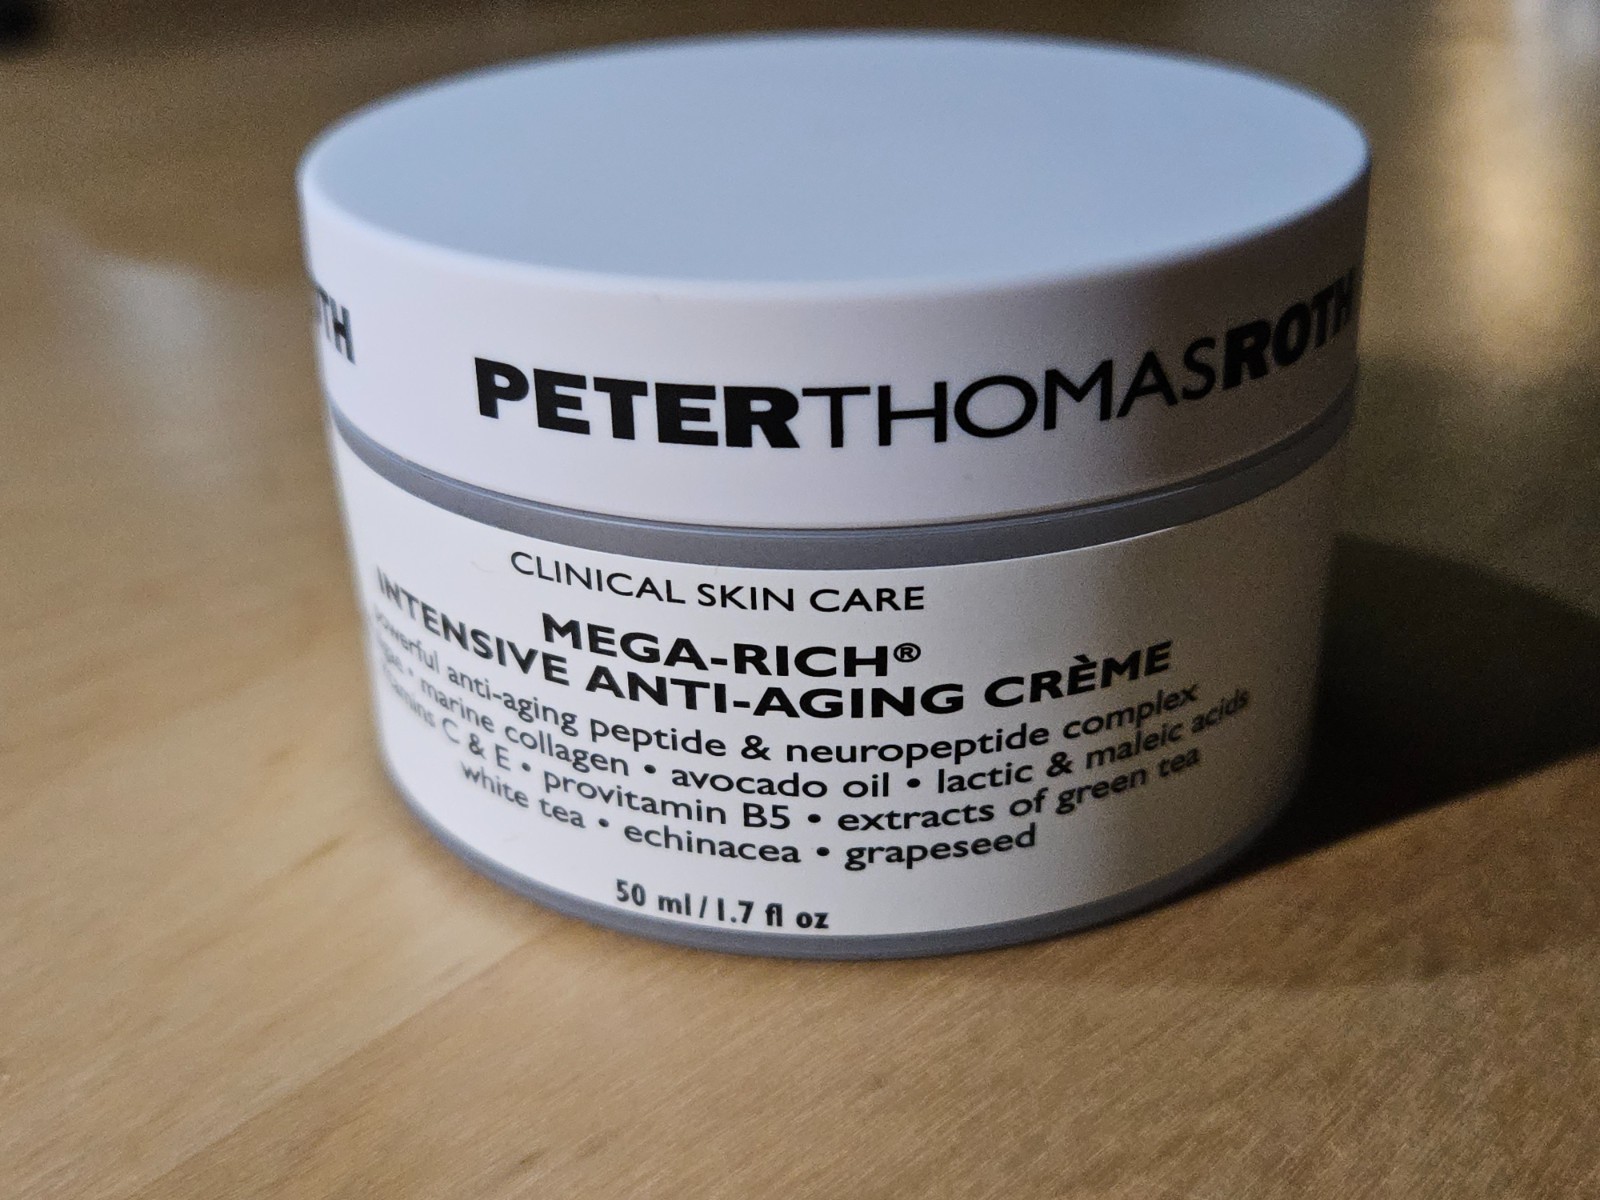 PETERTHOMASROTH
CLINICAL SKIN CARE
MEGA-RICH®
INTENSIVE ANTI-AGING CRÈME
powerful anti-aging peptide & neuropeptide complex
• marine collagen • avocado oil • lactic & maleic acids
C & E • provitamin B5 • extracts of green tea
white tea • echinacea • grapeseed
50 ml / 1.7 fl oz